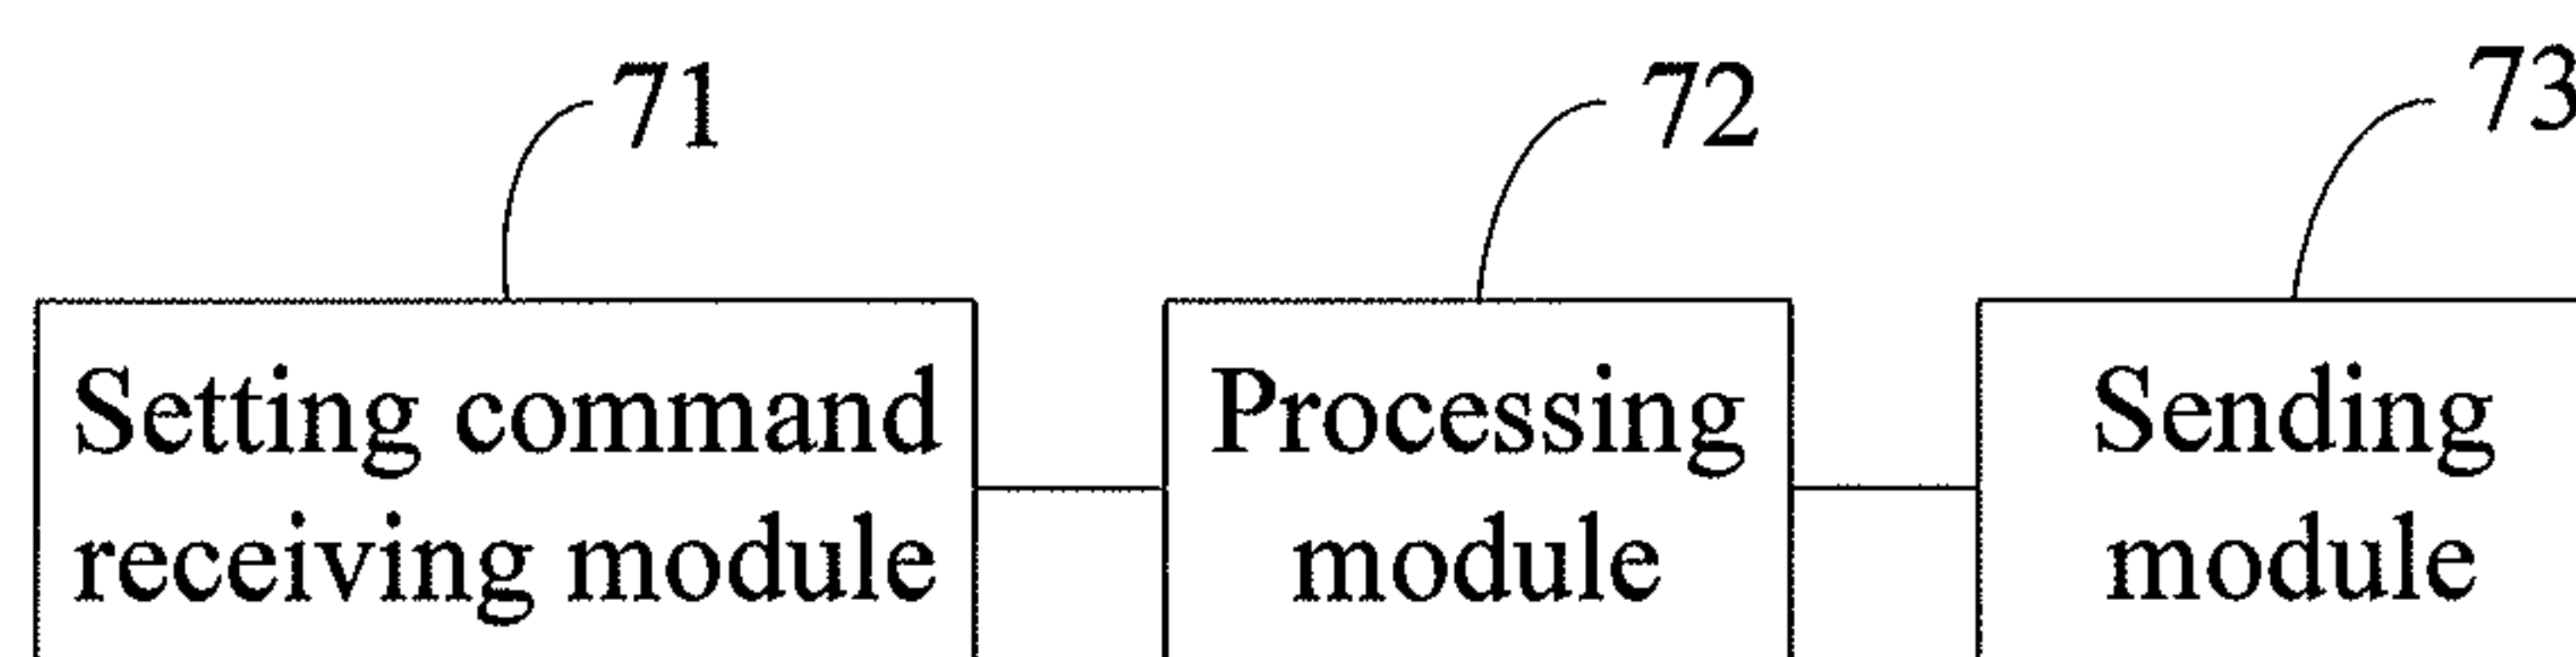 71
72
73
Setting command
receiving module
Processing
module
Sending
module